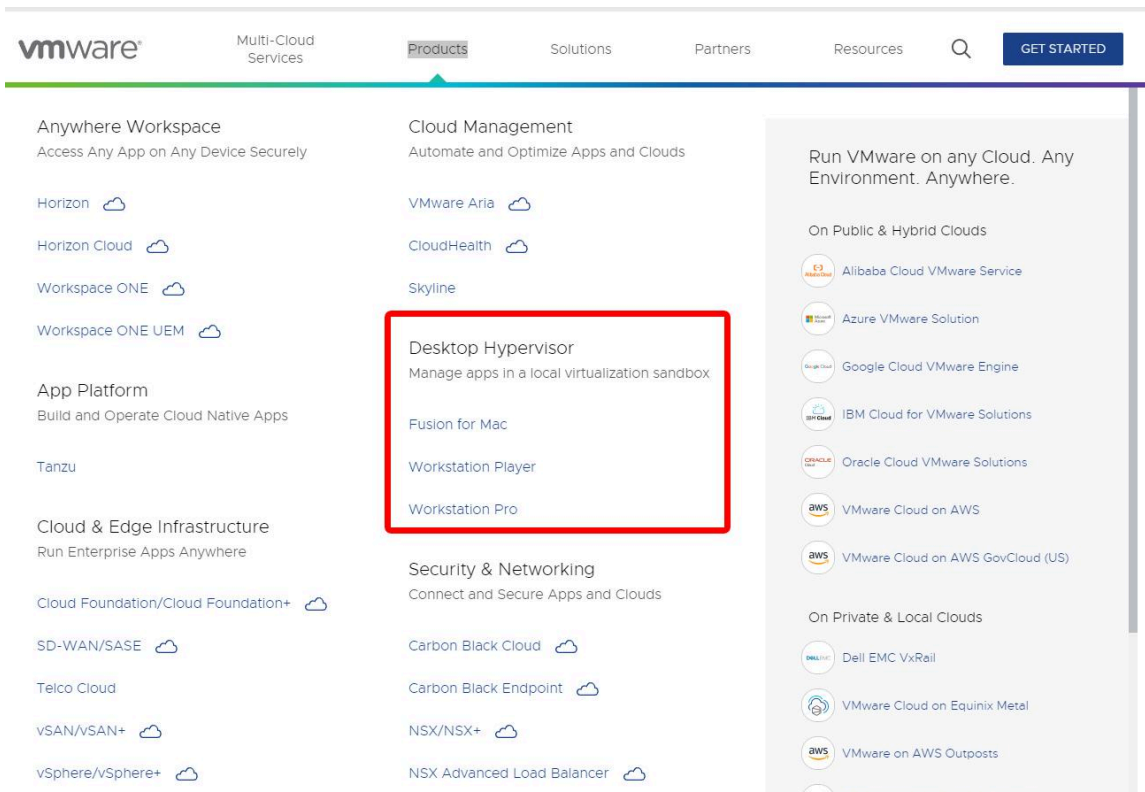 vmware®
Multi-Cloud
Services
Products
Solutions
Partners
Resources
GET STARTED
Anywhere Workspace
Access Any App on Any Device Securely
Horizon
Horizon Cloud
Workspace ONE
Workspace ONE UEM
App Platform
Build and Operate Cloud Native Apps
Tanzu
Cloud & Edge Infrastructure
Run Enterprise Apps Anywhere
Cloud Foundation/Cloud Foundation+
SD-WAN/SASE
Telco Cloud
vSAN/vSAN+
vSphere/vSphere+
Cloud Management
Automate and Optimize Apps and Clouds
VMware Aria
CloudHealth
Skyline
Desktop Hypervisor
Manage apps in a local virtualization sandbox
Fusion for Mac
Workstation Player
Workstation Pro
Security & Networking
Connect and Secure Apps and Clouds
Carbon Black Cloud
Carbon Black Endpoint
NSX/NSX+
NSX Advanced Load Balancer
Run VMware on any Cloud. Any
Environment. Anywhere.
On Public & Hybrid Clouds
Alibaba Cloud VMware Service
Azure VMware Solution
Google Cloud VMware Engine
IBM Cloud for VMware Solutions
ORACLE
Oracle Cloud VMware Solutions
aws
VMware Cloud on AWS
aws
VMware Cloud on AWS GovCloud (US)
On Private & Local Clouds
Dell EMC VxRail
VMware Cloud on Equinix Metal
aws
VMware on AWS Outposts